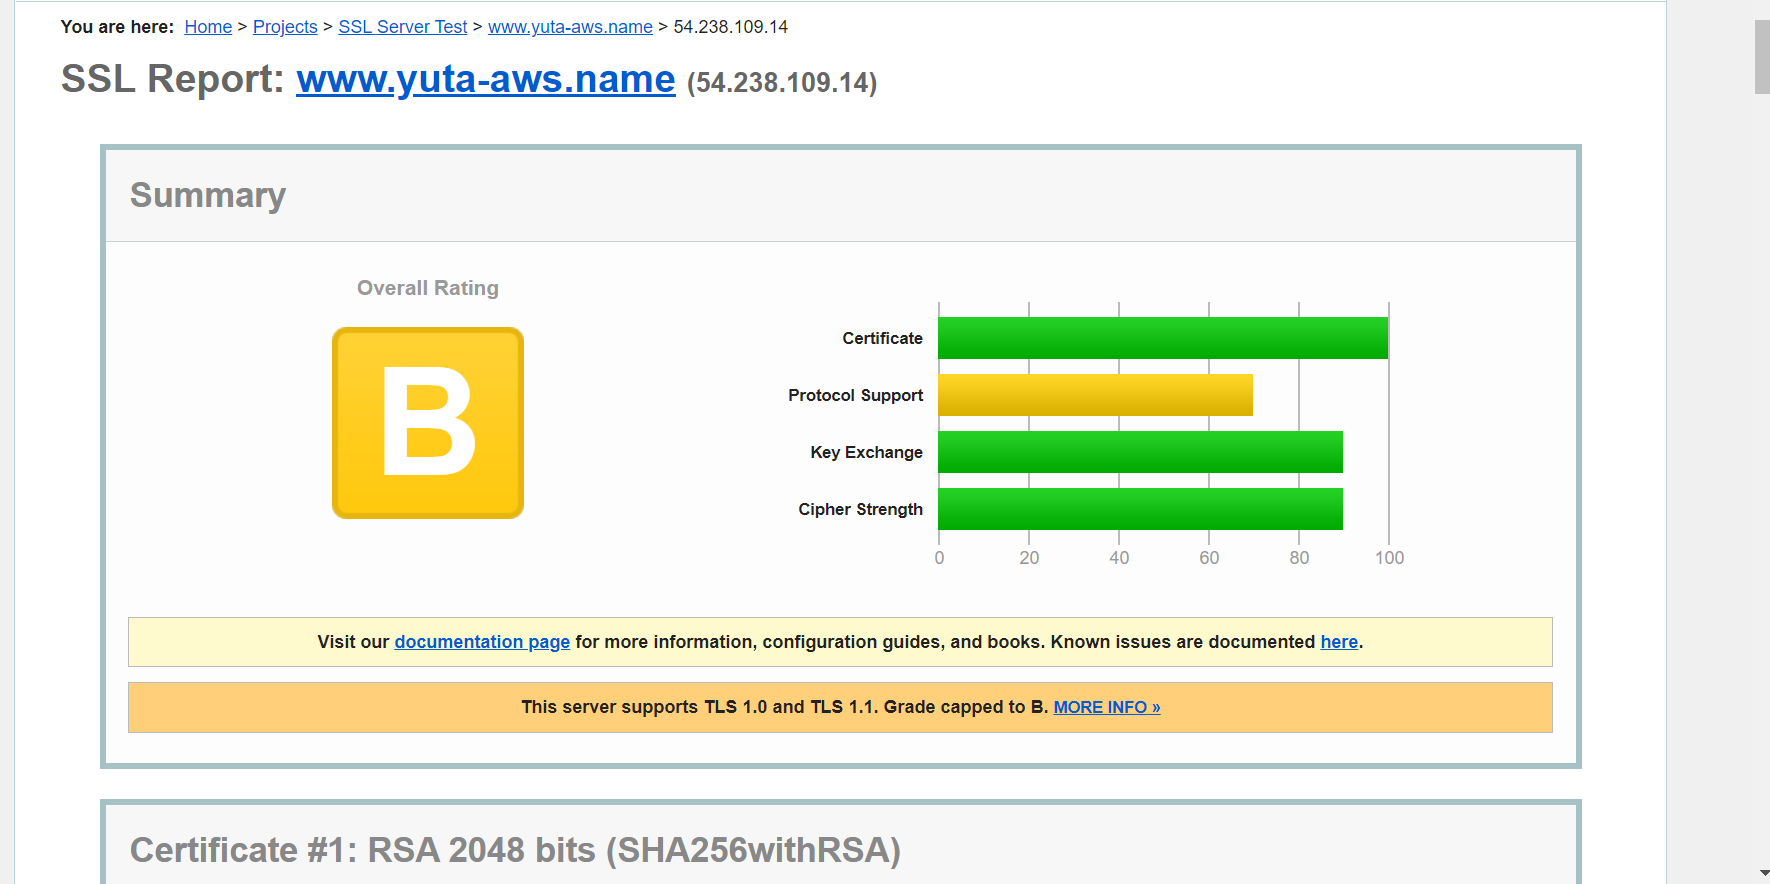 You are here: Home > Projects > SSL Server Test > www.yuta-aws.name > 54.238.109.14
SSL Report: www.yuta-aws.name (54.238.109.14)
Summary
Overall Rating
B
Certificate
Protocol Support
Key Exchange
Cipher Strength
0 20 40 60 80 100
Visit our documentation page for more information, configuration guides, and books. Known issues are documented here.
This server supports TLS 1.0 and TLS 1.1. Grade capped to B. MORE INFO »
Certificate #1: RSA 2048 bits (SHA256withRSA)